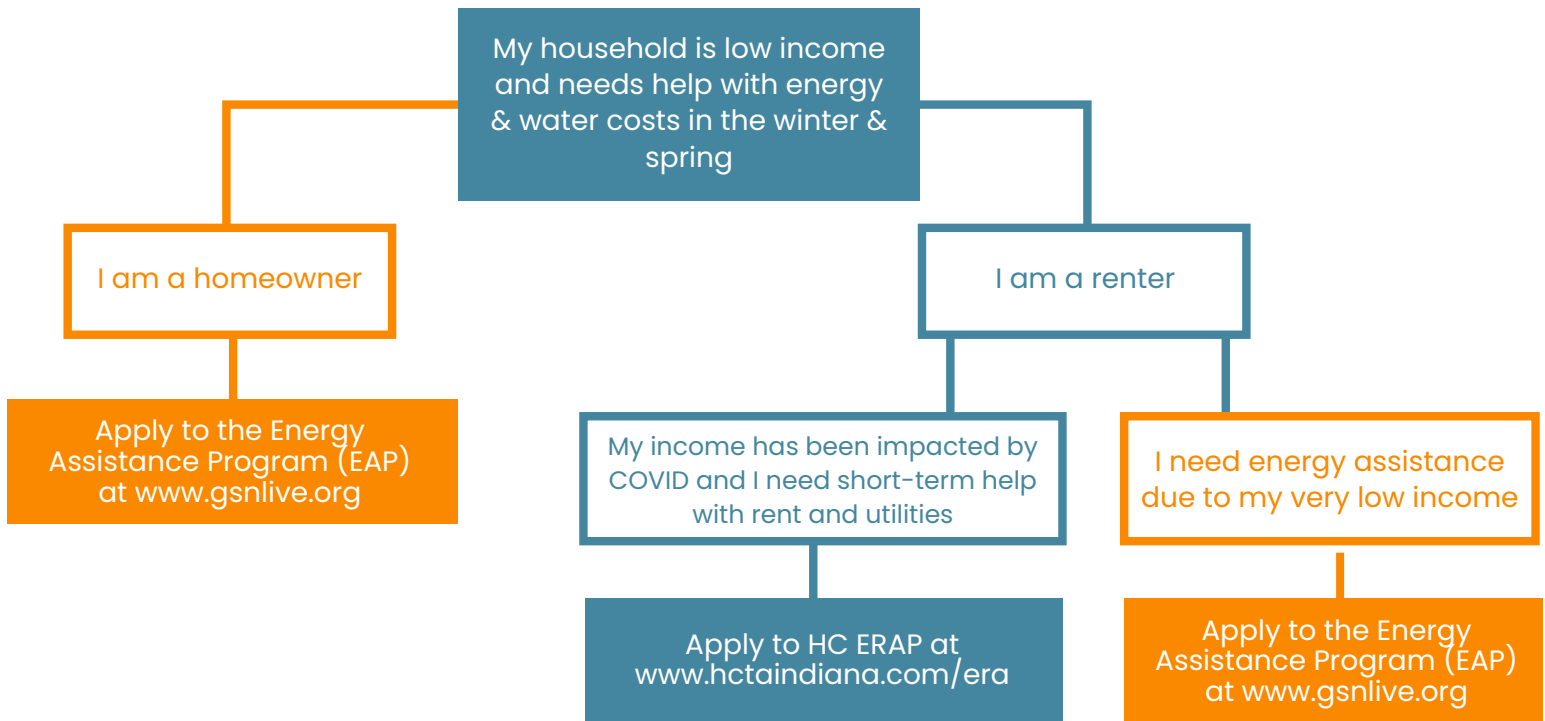 My household is low income
and needs help with energy
& water costs in the winter &
spring
I am a homeowner
I am a renter
Apply to the Energy
Assistance Program (EAP)
at www.gsnlive.org
My income has been impacted by
COVID and I need short-term help
with rent and utilities
I need energy assistance
due to my very low income
Apply to HC ERAP at
www.hctaindiana.com/era
Apply to the Energy
Assistance Program (EAP)
at www.gsnlive.org